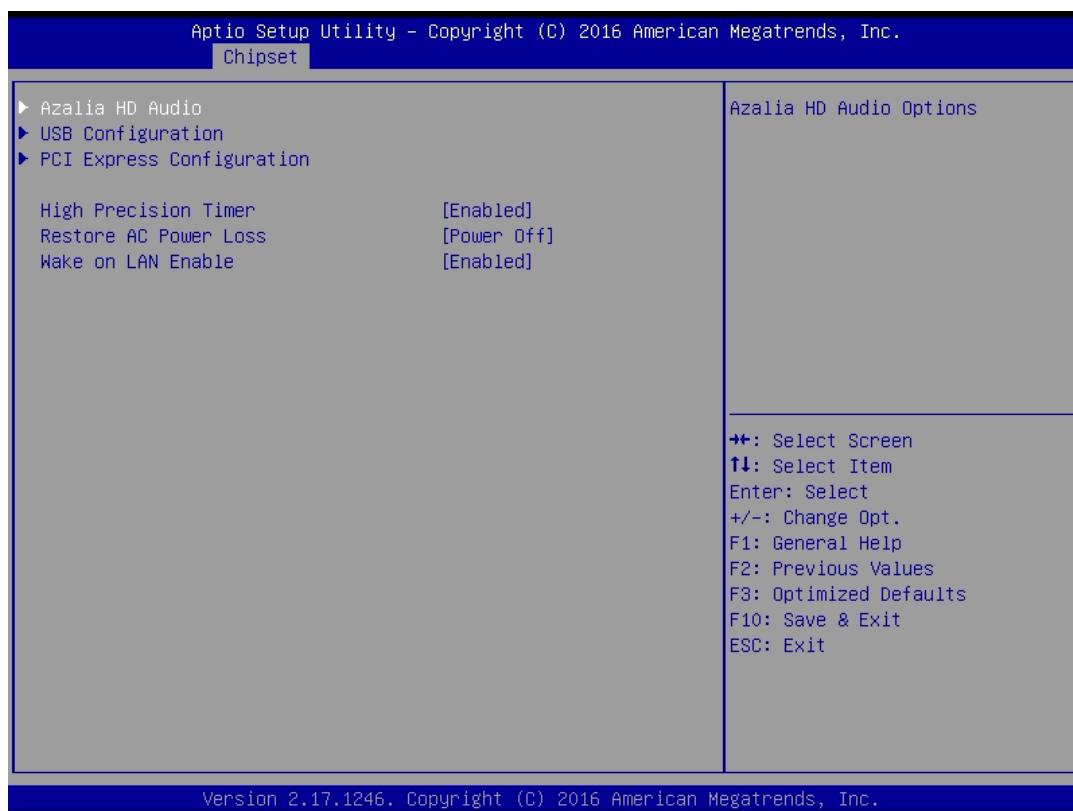 Aptio Setup Utility – Copyright (C) 2016 American Megatrends, Inc.
Chipset
▶ Azalia HD Audio
▶ USB Configuration
▶ PCI Express Configuration
High Precision Timer [Enabled]
Restore AC Power Loss [Power Off]
Wake on LAN Enable [Enabled]
Azalia HD Audio Options
→←: Select Screen
↑↓: Select Item
Enter: Select
+/-: Change Opt.
F1: General Help
F2: Previous Values
F3: Optimized Defaults
F10: Save & Exit
ESC: Exit
Version 2.17.1246. Copyright (C) 2016 American Megatrends, Inc.